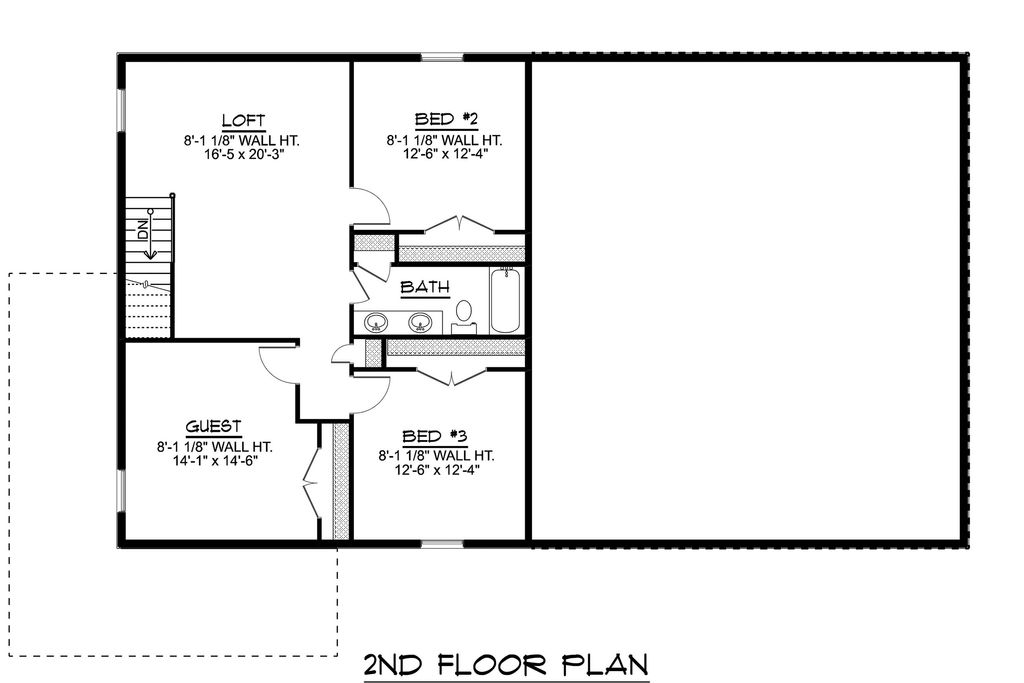 LOFT
8'-1 1/8" WALL HT.
16'-5 x 20'-3"
BED #2
8'-1 1/8" WALL HT.
12'-6" x 12'-4"
DN
BATH
GUEST
8'-1 1/8" WALL HT.
14'-1" x 14'-6"
BED #3
8'-1 1/8" WALL HT.
12'-6" x 12'-4"
2ND FLOOR PLAN